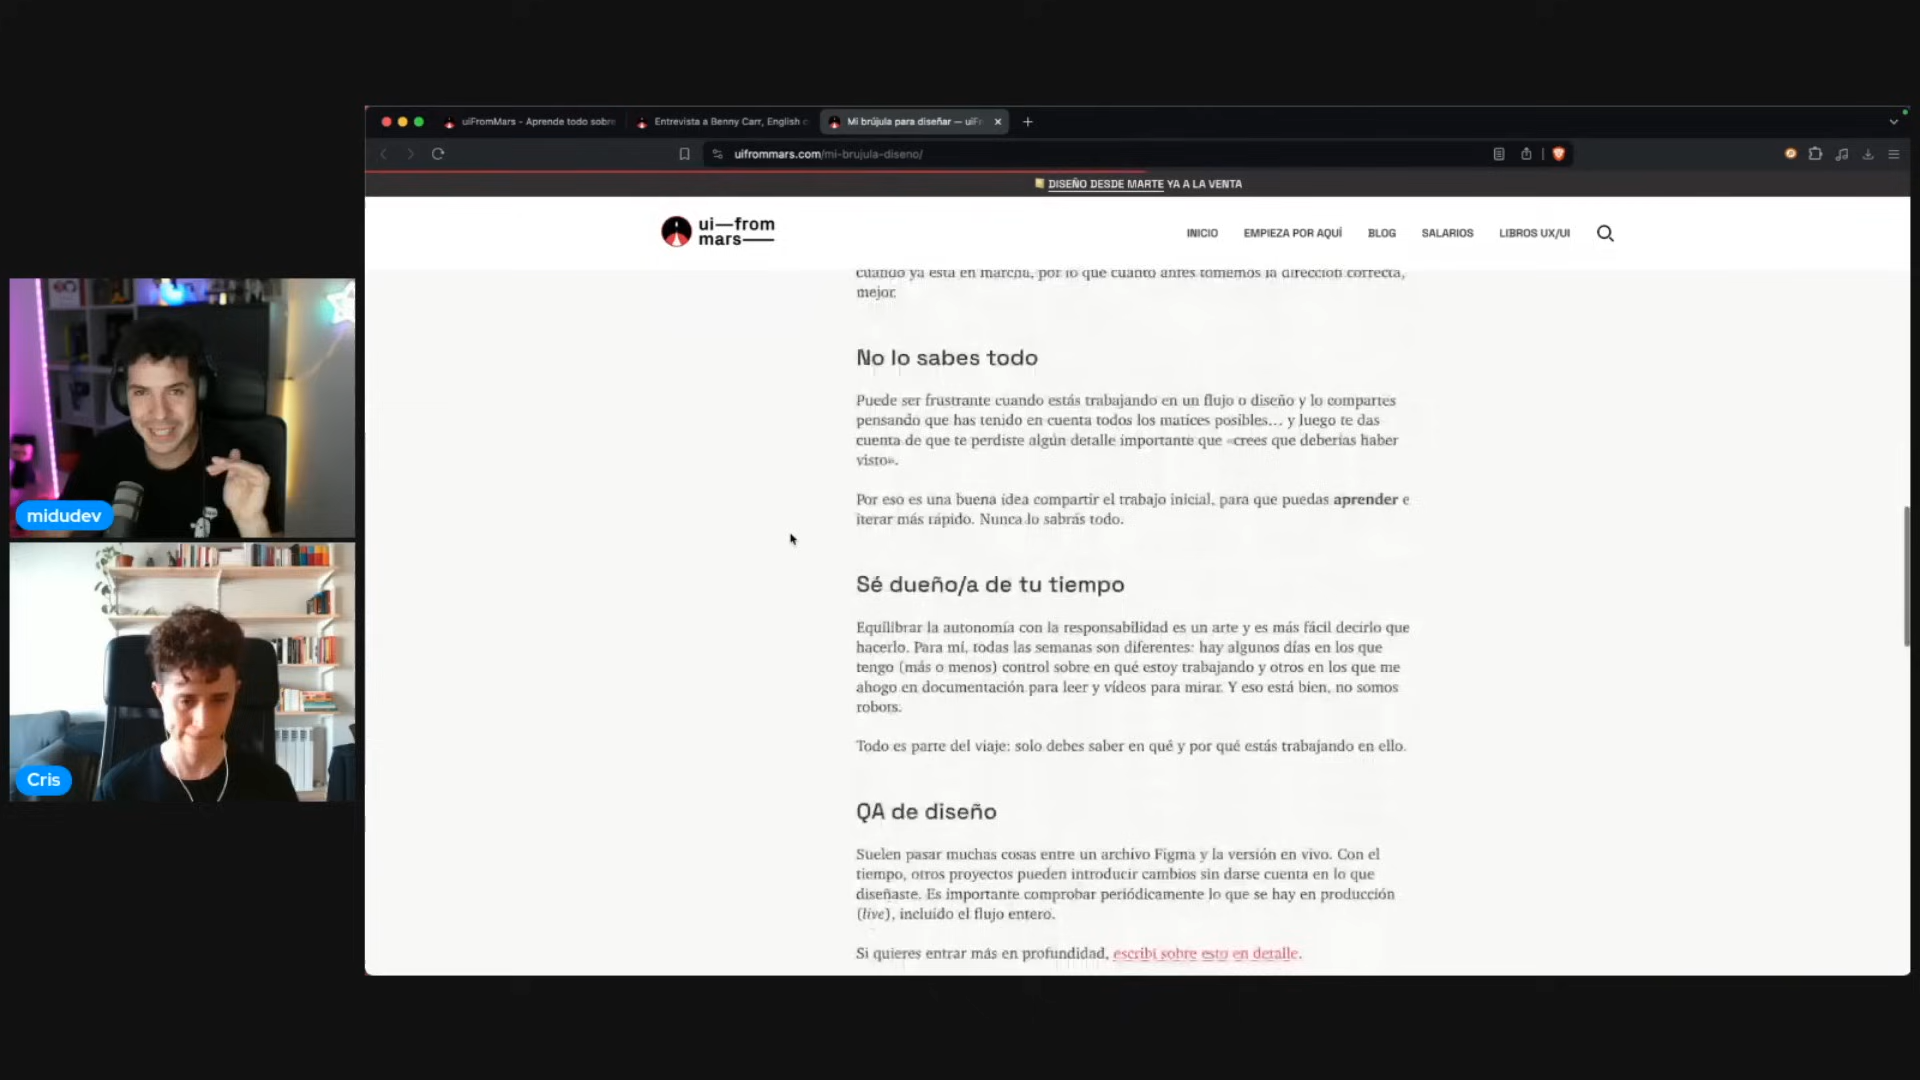 uiFromMars - Aprende todo sobre
Entrevista a Benny Carr, English c
Mi brújula para diseñar — uiFr
uifrommars.com/mi-brujula-diseno/
DISEÑO DESDE MARTE YA A LA VENTA
ui—from
mars—
INICIO
EMPIEZA POR AQUÍ
BLOG
SALARIOS
LIBROS UX/UI
cuando ya está en marcha, por lo que cuanto antes tomemos la dirección correcta,
mejor.
No lo sabes todo
Puede ser frustrante cuando estás trabajando en un flujo o diseño y lo compartes
pensando que has tenido en cuenta todos los matices posibles… y luego te das
cuenta de que te perdiste algún detalle importante que «crees que deberías haber
visto».
Por eso es una buena idea compartir el trabajo inicial, para que puedas aprender e
iterar más rápido. Nunca lo sabrás todo.
Sé dueño/a de tu tiempo
Equilibrar la autonomía con la responsabilidad es un arte y es más fácil decirlo que
hacerlo. Para mí, todas las semanas son diferentes: hay algunos días en los que
tengo (más o menos) control sobre en qué estoy trabajando y otros en los que me
ahogo en documentación para leer y vídeos para mirar. Y eso está bien, no somos
robots.
Todo es parte del viaje: solo debes saber en qué y por qué estás trabajando en ello.
QA de diseño
Suelen pasar muchas cosas entre un archivo Figma y la versión en vivo. Con el
tiempo, otros proyectos pueden introducir cambios sin darse cuenta en lo que
diseñaste. Es importante comprobar periódicamente lo que se hay en producción
(live), incluido el flujo entero.
Si quieres entrar más en profundidad, escribí sobre esto en detalle.
midudev
Cris